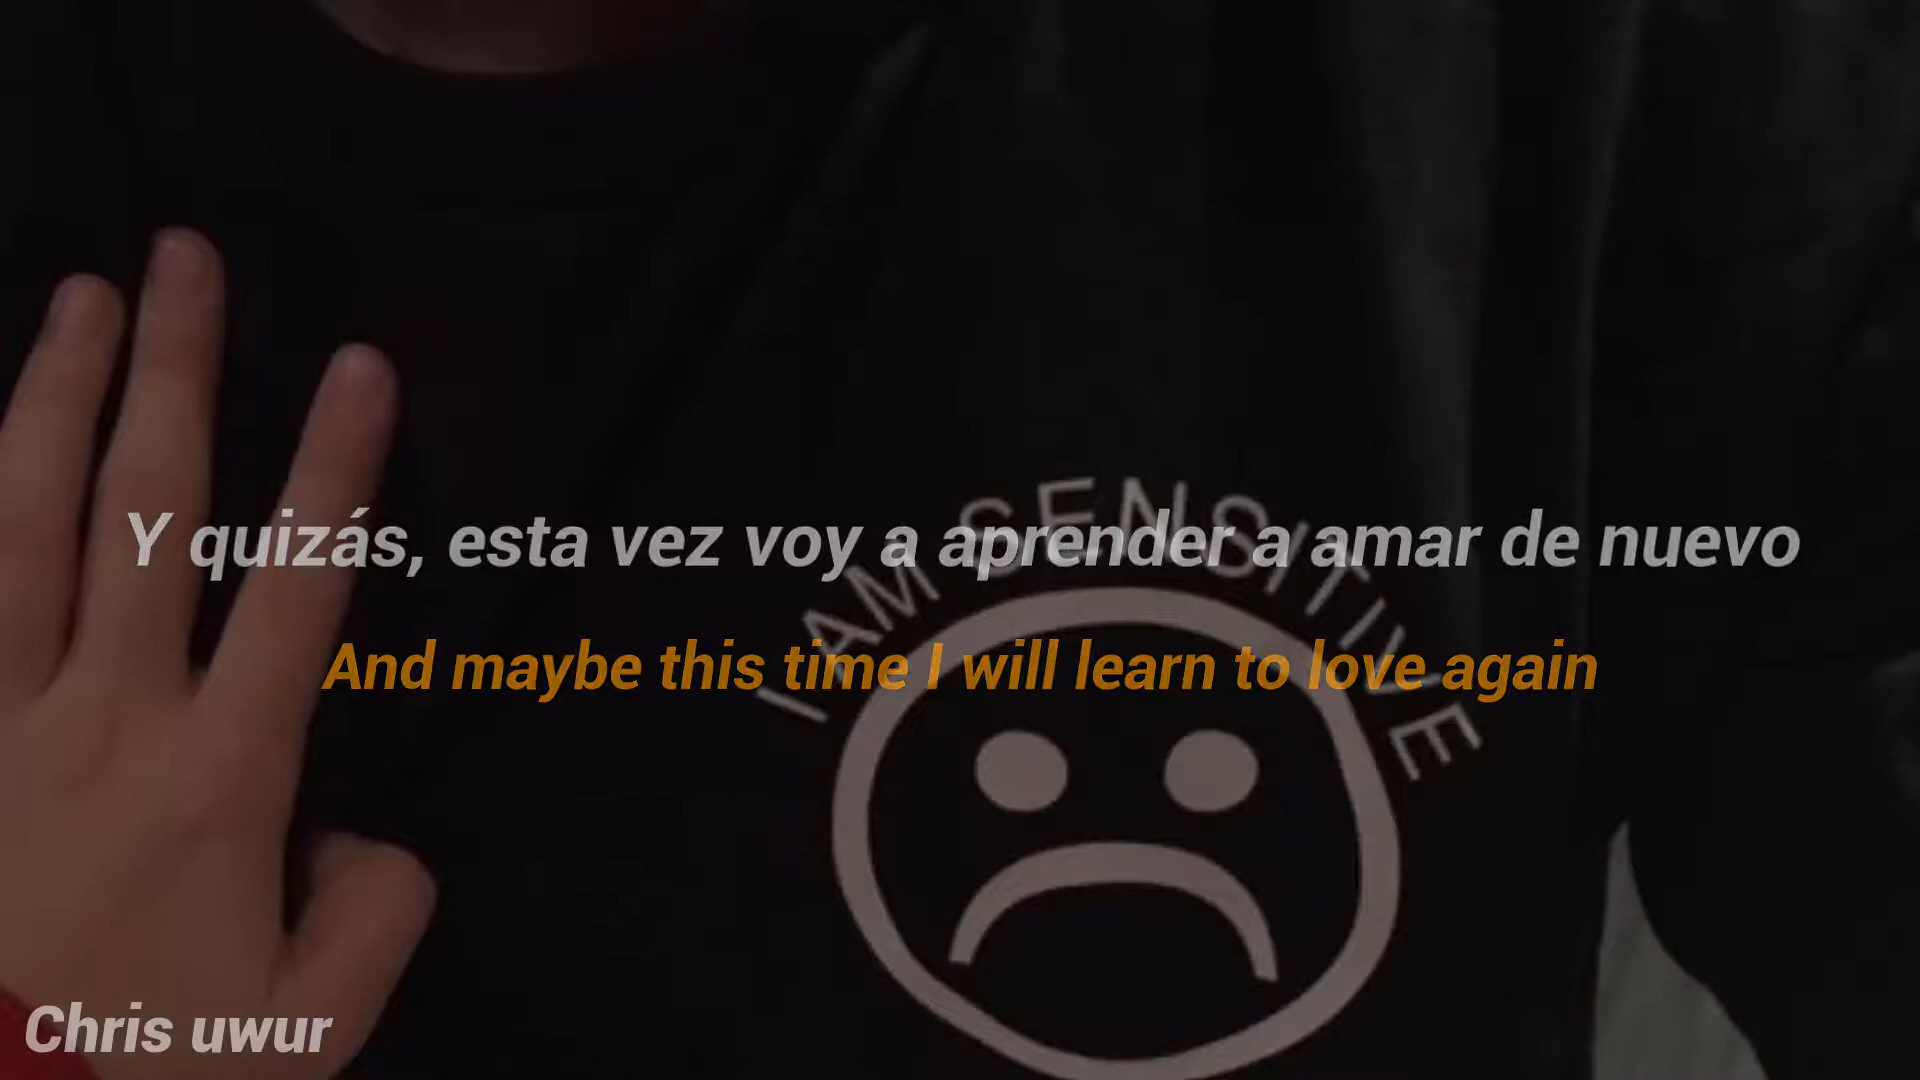 I AM SENSITIVE
Y quizás, esta vez voy a aprender a amar de nuevo
And maybe this time I will learn to love again
Chris uwur